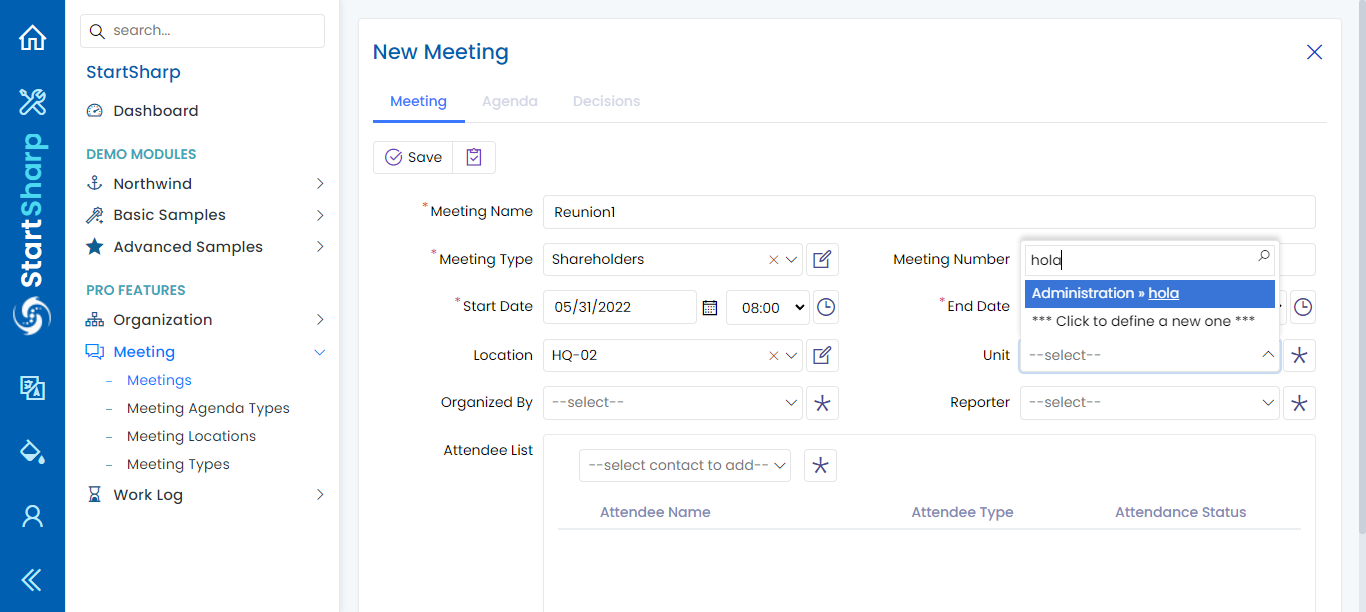 StartSharp
search...
StartSharp
Dashboard
DEMO MODULES
Northwind
Basic Samples
Advanced Samples
PRO FEATURES
Organization
Meeting
Meetings
Meeting Agenda Types
Meeting Locations
Meeting Types
Work Log
New Meeting
Meeting Agenda Decisions
Save
*Meeting Name Reunion1
*Meeting Type Shareholders
Meeting Number
hola
Administration » hola
*** Click to define a new one ***
*Start Date 05/31/2022 08:00
*End Date
Location HQ-02
Unit --select--
Organized By --select--
Reporter --select--
Attendee List
--select contact to add--
Attendee Name Attendee Type Attendance Status